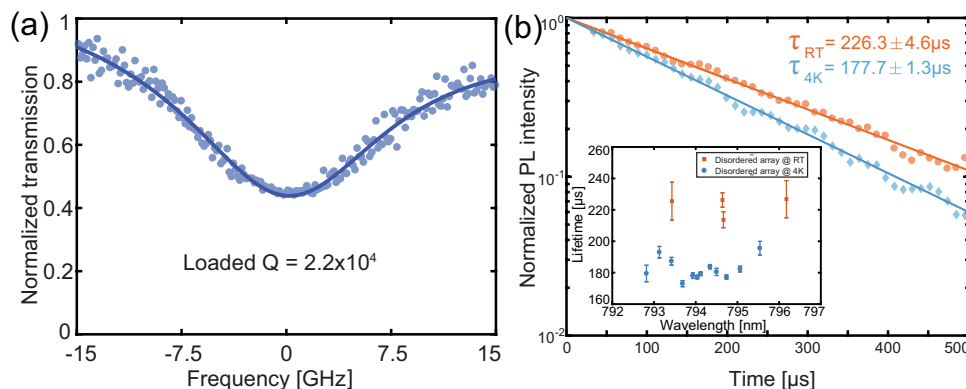 (a)
Normalized transmission
1
0.8
0.6
0.4
0.2
0
Loaded Q = 2.2x10⁴
-15
-7.5
0
7.5
15
Frequency [GHz]
(b)
Normalized PL intensity
10⁰
10⁻¹
10⁻²
τ RT = 226.3 ± 4.6µs
τ 4K = 177.7 ± 1.3µs
Lifetime [µs]
260
240
220
200
180
160
Disordered array @ RT
Disordered array @ 4K
792
793
794
795
796
797
Wavelength [nm]
0
100
200
300
400
500
Time [µs]